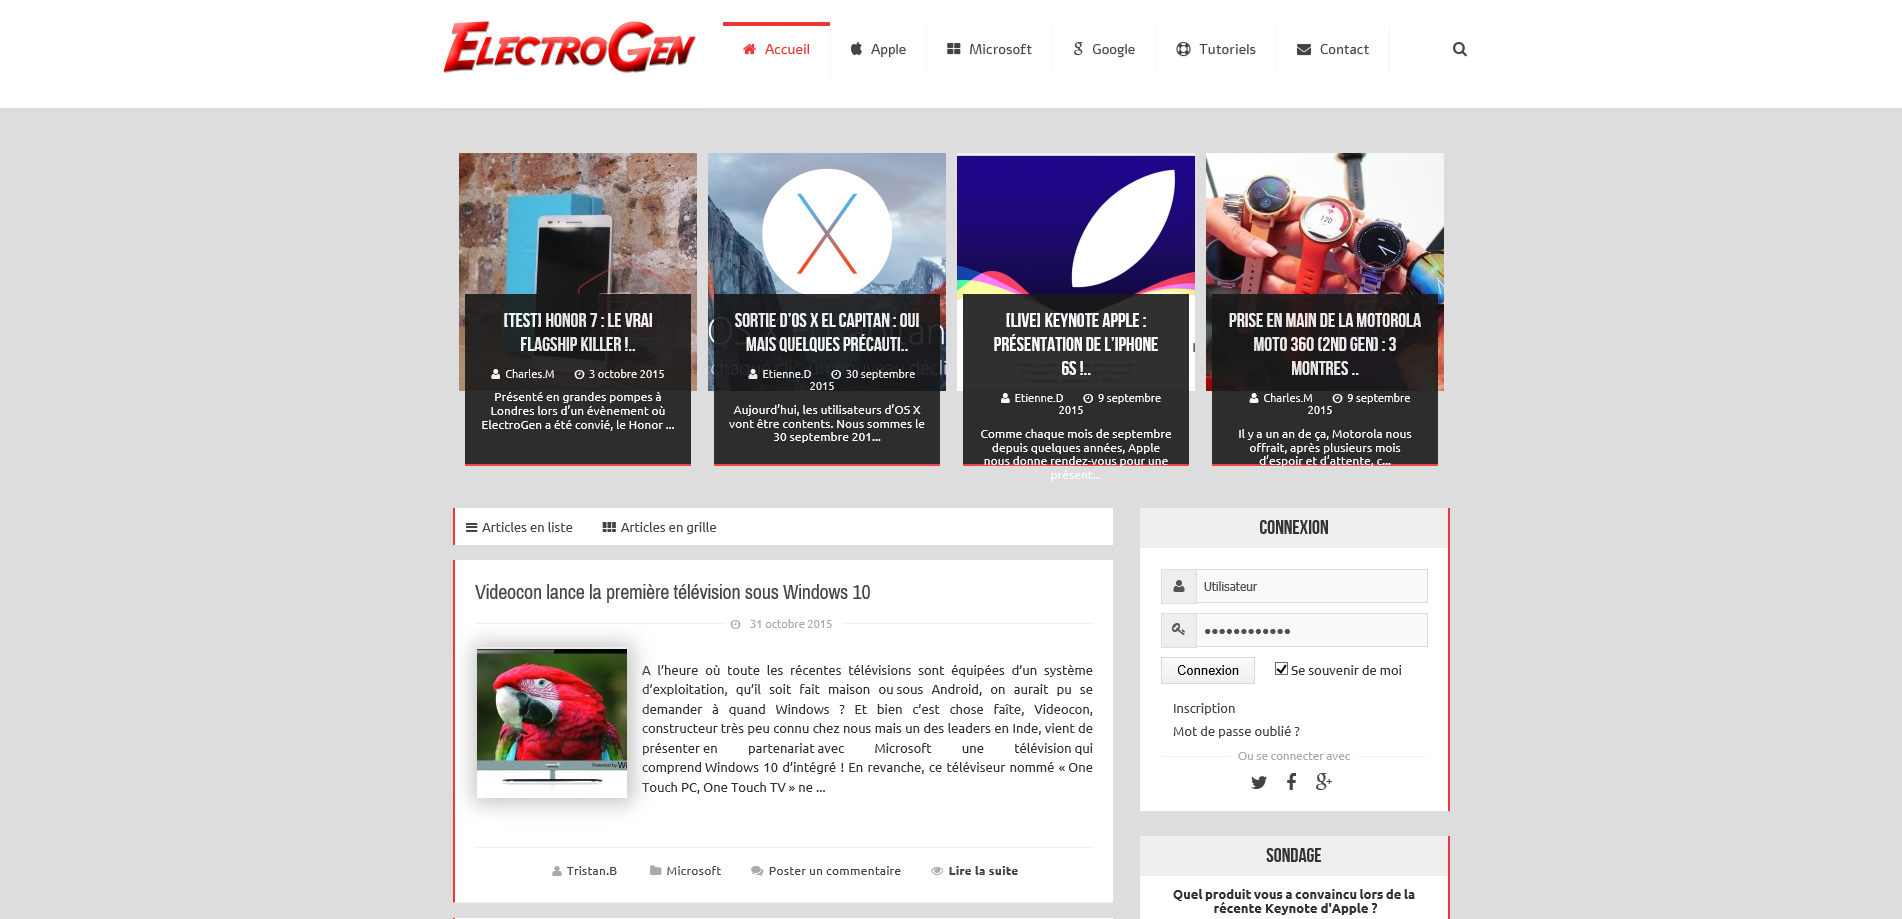 ElectroGen
Accueil
Apple
Microsoft
Google
Tutoriels
Contact
[TEST] HONOR 7 : LE VRAI
FLAGSHIP KILLER !..
Charles.M 3 octobre 2015
Présenté en grandes pompes à
Londres lors d’un évènement où
ElectroGen a été convié, le Honor ...
SORTIE D’OS X EL CAPITAN : OUI
MAIS QUELQUES PRÉCAUTI..
Etienne.D 30 septembre
2015
Aujourd’hui, les utilisateurs d’OS X
vont être contents. Nous sommes le
30 septembre 201...
[LIVE] KEYNOTE APPLE :
PRÉSENTATION DE L’IPHONE
6S !..
Etienne.D 9 septembre
2015
Comme chaque mois de septembre
depuis quelques années, Apple
nous donne rendez-vous pour une
présent...
120
PRISE EN MAIN DE LA MOTOROLA
MOTO 360 (2ND GEN) : 3
MONTRES ..
Charles.M 9 septembre
2015
Il y a un an de ça, Motorola nous
offrait, après plusieurs mois
d’espoir et d’attente, c...
Articles en liste Articles en grille
Videocon lance la première télévision sous Windows 10
31 octobre 2015
A l’heure où toute les récentes télévisions sont équipées d’un système
d’exploitation, qu’il soit fait maison ou sous Android, on aurait pu se
demander à quand Windows ? Et bien c’est chose faîte, Videocon,
constructeur très peu connu chez nous mais un des leaders en Inde, vient de
présenter en partenariat avec Microsoft une télévision qui
comprend Windows 10 d’intégré ! En revanche, ce téléviseur nommé « One
Touch PC, One Touch TV » ne ...
Powered by Wi
Tristan.B Microsoft Poster un commentaire Lire la suite
CONNEXION
Utilisateur
Connexion Se souvenir de moi
Inscription
Mot de passe oublié ?
Ou se connecter avec
SONDAGE
Quel produit vous a convaincu lors de la
récente Keynote d'Apple ?